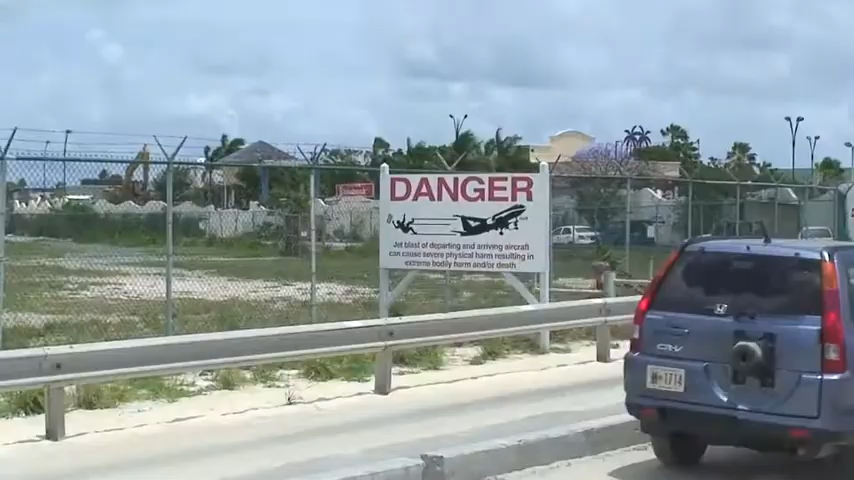 DANGER
Jet blast of departing and arriving aircraft
can cause severe physical harm resulting in
extreme bodily harm and/or death
CR-V
1714